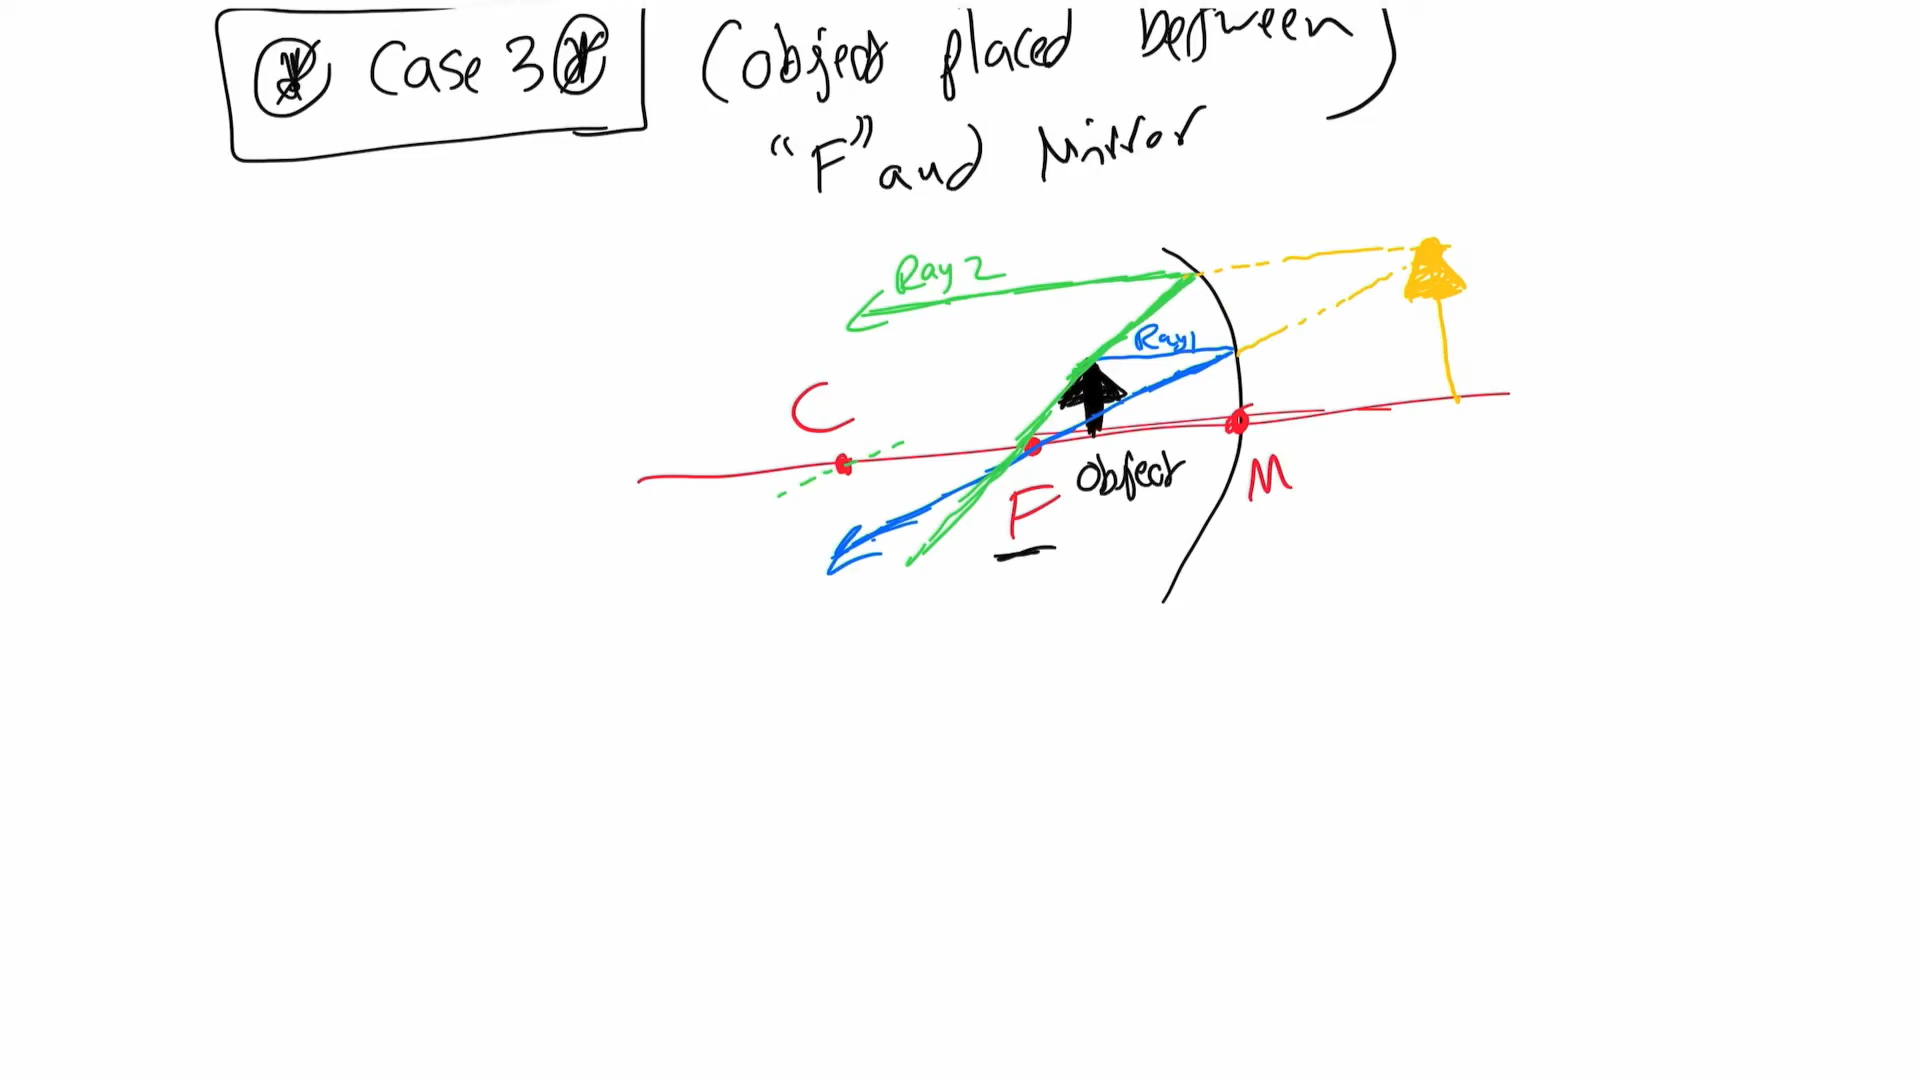 Case 3 (object placed between)
"F" and Mirror
Ray 2
Ray 1
C
Object
F
M